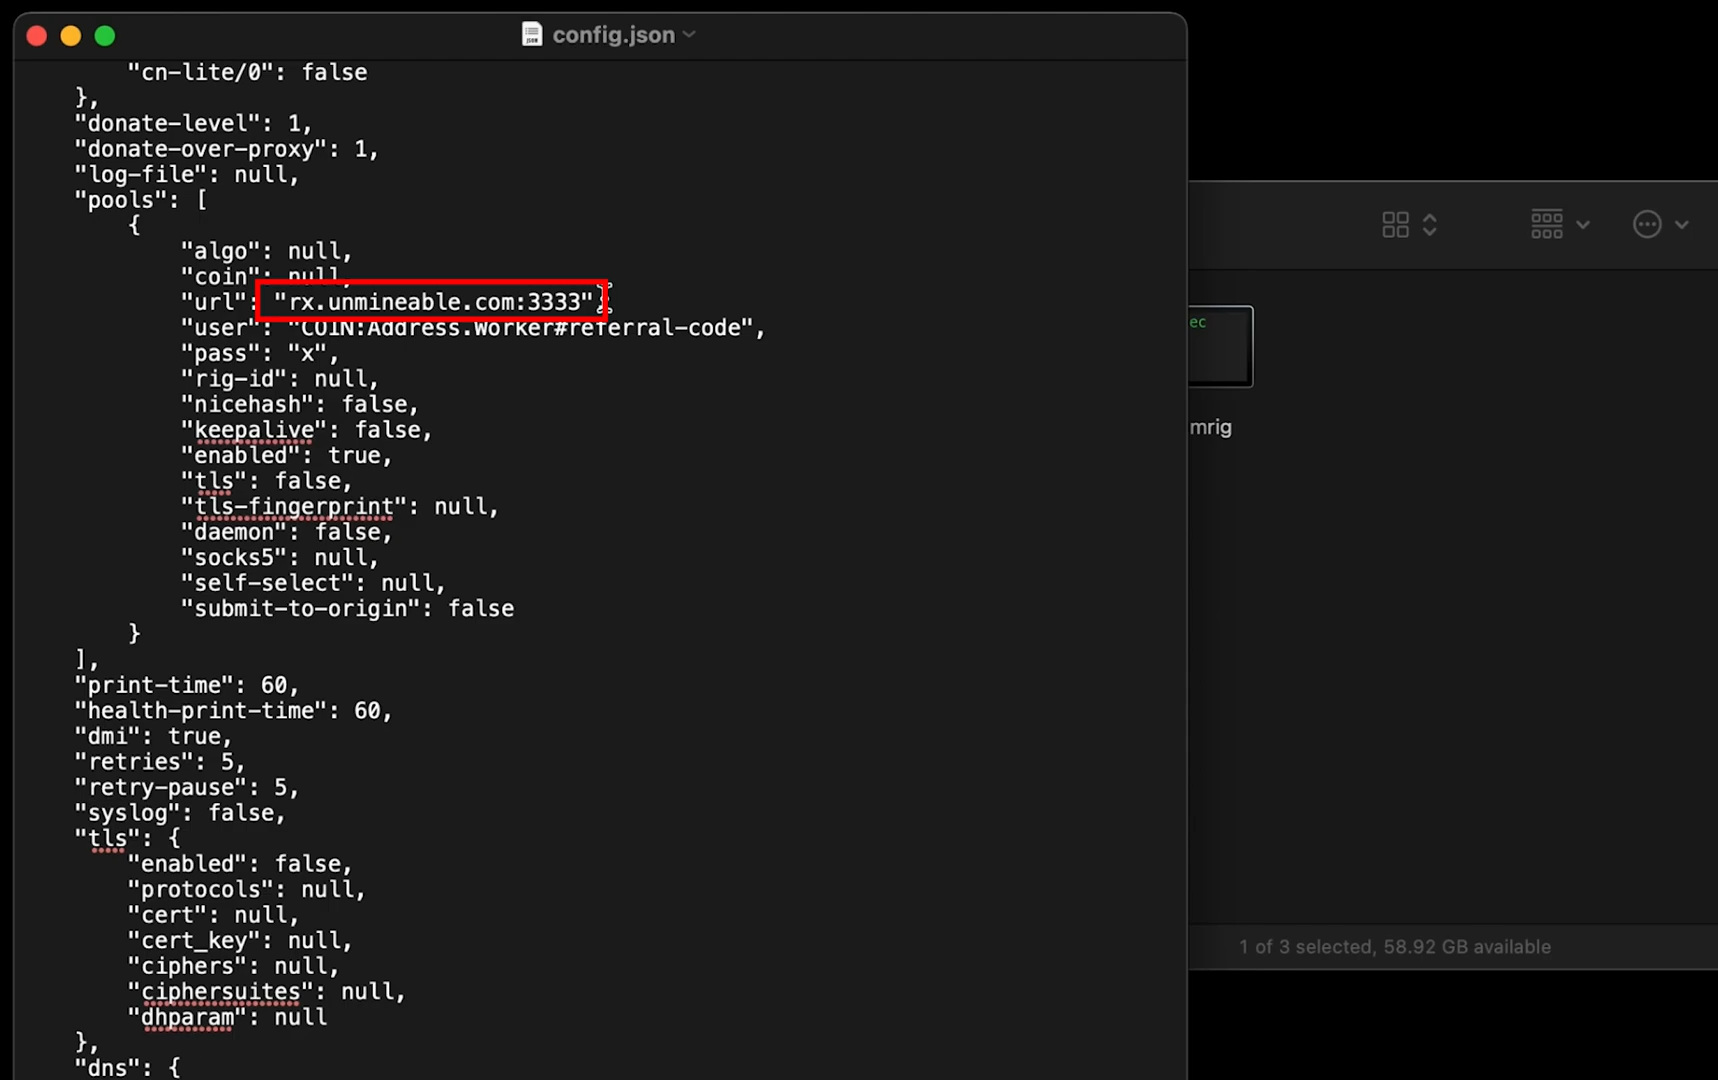 config.json
"cn-lite/0": false
},
"donate-level": 1,
"donate-over-proxy": 1,
"log-file": null,
"pools": [
{
"algo": null,
"coin": null,
"url": "rx.unmineable.com:3333",
"user": "COIN:Address.Worker#referral-code",
"pass": "x",
"rig-id": null,
"nicehash": false,
"keepalive": false,
"enabled": true,
"tls": false,
"tls-fingerprint": null,
"daemon": false,
"socks5": null,
"self-select": null,
"submit-to-origin": false
}
],
"print-time": 60,
"health-print-time": 60,
"dmi": true,
"retries": 5,
"retry-pause": 5,
"syslog": false,
"tls": {
"enabled": false,
"protocols": null,
"cert": null,
"cert_key": null,
"ciphers": null,
"ciphersuites": null,
"dhparam": null
},
"dns": {
ec
mrig
1 of 3 selected, 58.92 GB available